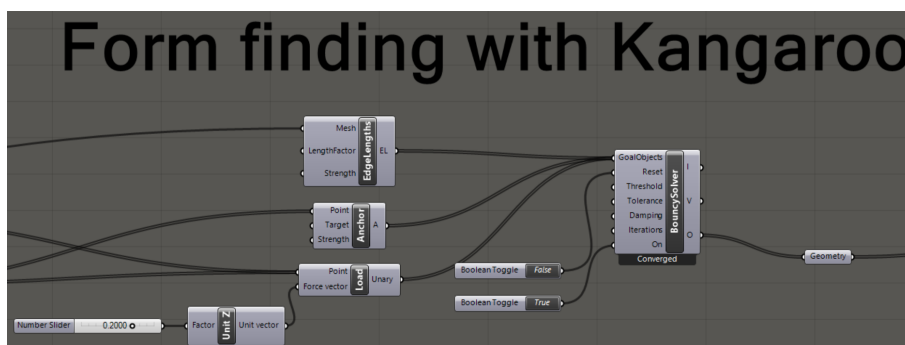 Form finding with Kangaroo
Mesh
LengthFactor
Strength
EdgeLengths
EL
Point
Target
Strength
Anchor
A
Point
Force vector
Load
Unary
Number Slider
0.2000
Factor
Unit Z
Unit vector
GoalObjects
Reset
Threshold
Tolerance
Damping
Iterations
On
BouncySolver
I
V
O
Converged
Boolean Toggle
False
Boolean Toggle
True
Geometry